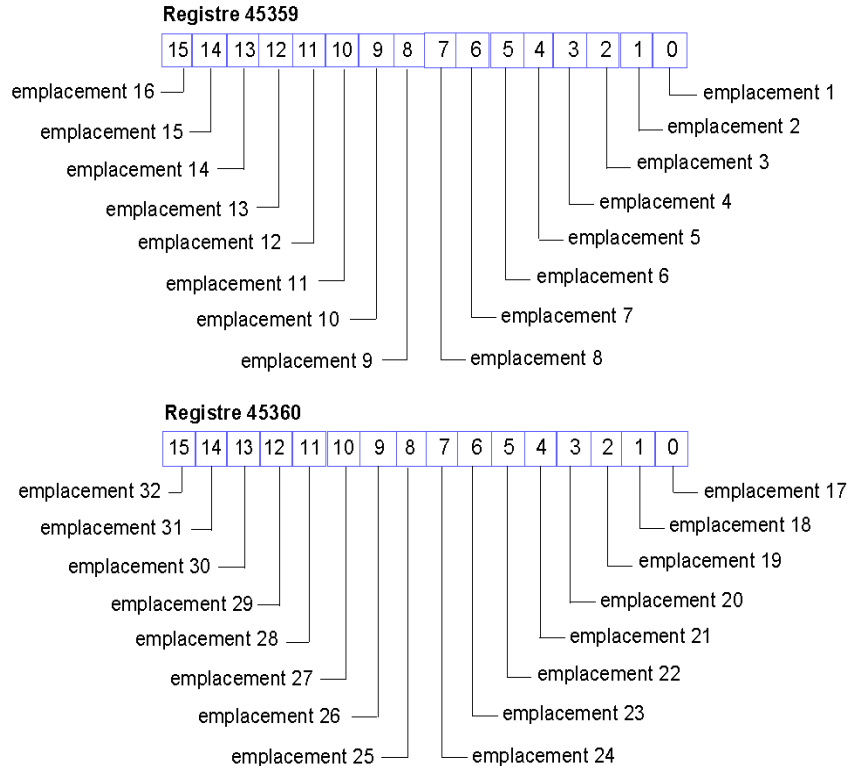 Registre 45359
15 14 13 12 11 10 9 8 7 6 5 4 3 2 1 0
emplacement 16
emplacement 1
emplacement 15
emplacement 2
emplacement 14
emplacement 3
emplacement 13
emplacement 4
emplacement 12
emplacement 5
emplacement 11
emplacement 6
emplacement 10
emplacement 7
emplacement 9
emplacement 8
Registre 45360
15 14 13 12 11 10 9 8 7 6 5 4 3 2 1 0
emplacement 32
emplacement 17
emplacement 31
emplacement 18
emplacement 30
emplacement 19
emplacement 29
emplacement 20
emplacement 28
emplacement 21
emplacement 27
emplacement 22
emplacement 26
emplacement 23
emplacement 25
emplacement 24